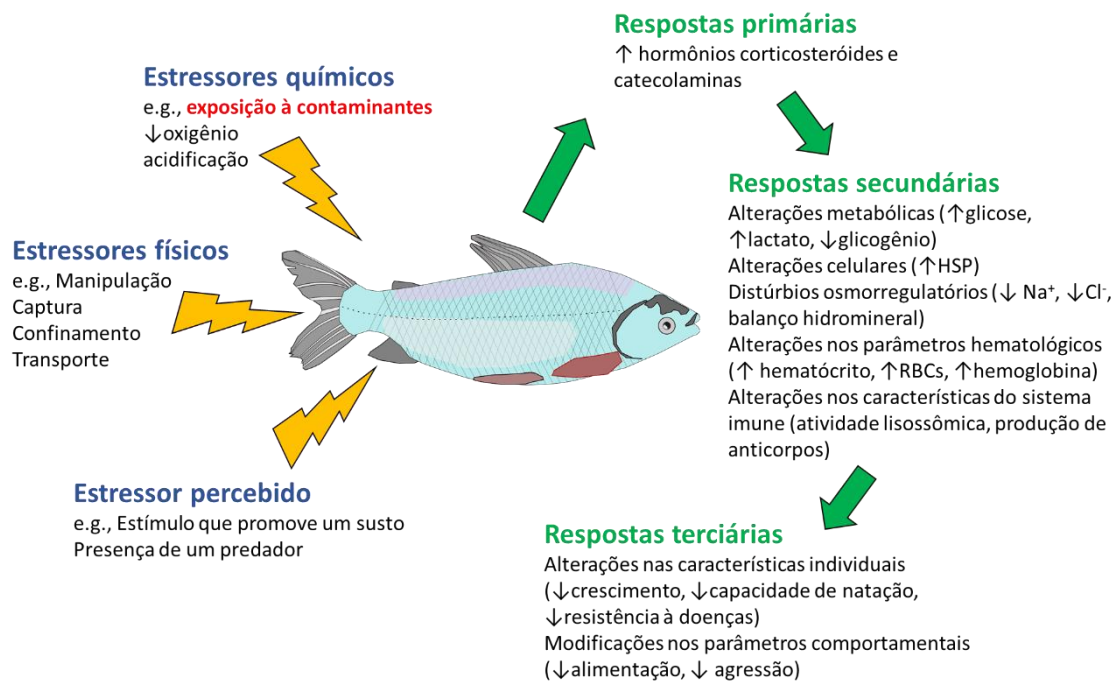 Estressores químicos
e.g., exposição à contaminantes
↓oxigênio
acidificação
Estressores físicos
e.g., Manipulação
Captura
Confinamento
Transporte
Estressor percebido
e.g., Estímulo que promove um susto
Presença de um predador
Respostas primárias
↑ hormônios corticosteróides e
catecolaminas
Respostas secundárias
Alterações metabólicas (↑glicose,
↑lactato, ↓glicogênio)
Alterações celulares (↑HSP)
Distúrbios osmorregulatórios (↓ Na⁺, ↓Cl⁻,
balanço hidromineral)
Alterações nos parâmetros hematológicos
(↑ hematócrito, ↑RBCs, ↑hemoglobina)
Alterações nos características do sistema
imune (atividade lisossômica, produção de
anticorpos)
Respostas terciárias
Alterações nas características individuais
(↓crescimento, ↓capacidade de natação,
↓resistência à doenças)
Modificações nos parâmetros comportamentais
(↓alimentação, ↓ agressão)